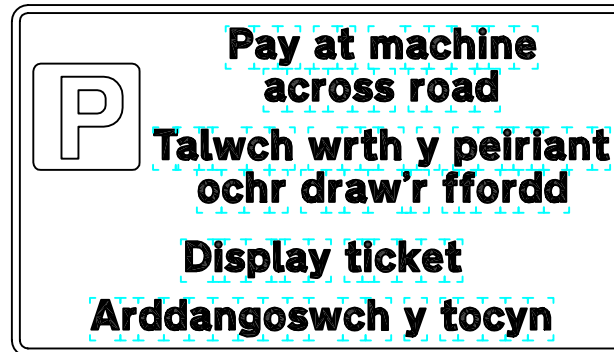 P
Pay at machine
across road
Talwch wrth y peiriant
ochr draw'r ffordd
Display ticket
Arddangoswch y tocyn